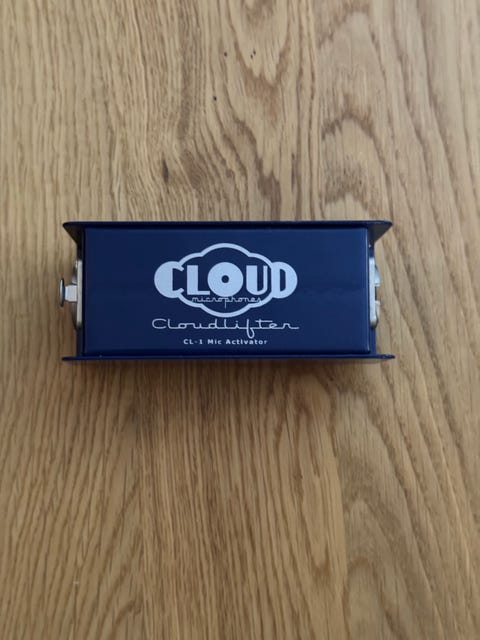 CLOUD
microphones
Cloudlifter
CL-1 Mic Activator